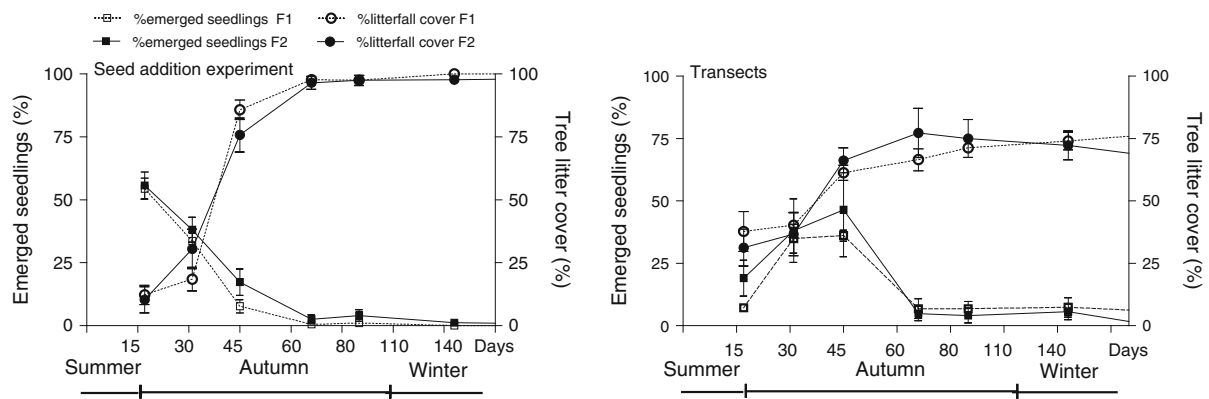 %emerged seedlings F1 %litterfall cover F1
%emerged seedlings F2 %litterfall cover F2
Seed addition experiment
Emerged seedlings (%)
100
75
50
25
0
100
75
50
25
0
Tree litter cover (%)
15 30 45 60 80 110 140 Days
Summer Autumn Winter
Transects
Emerged seedlings (%)
100
75
50
25
0
100
75
50
25
0
Tree litter cover (%)
15 30 45 60 80 110 140 Days
Summer Autumn Winter